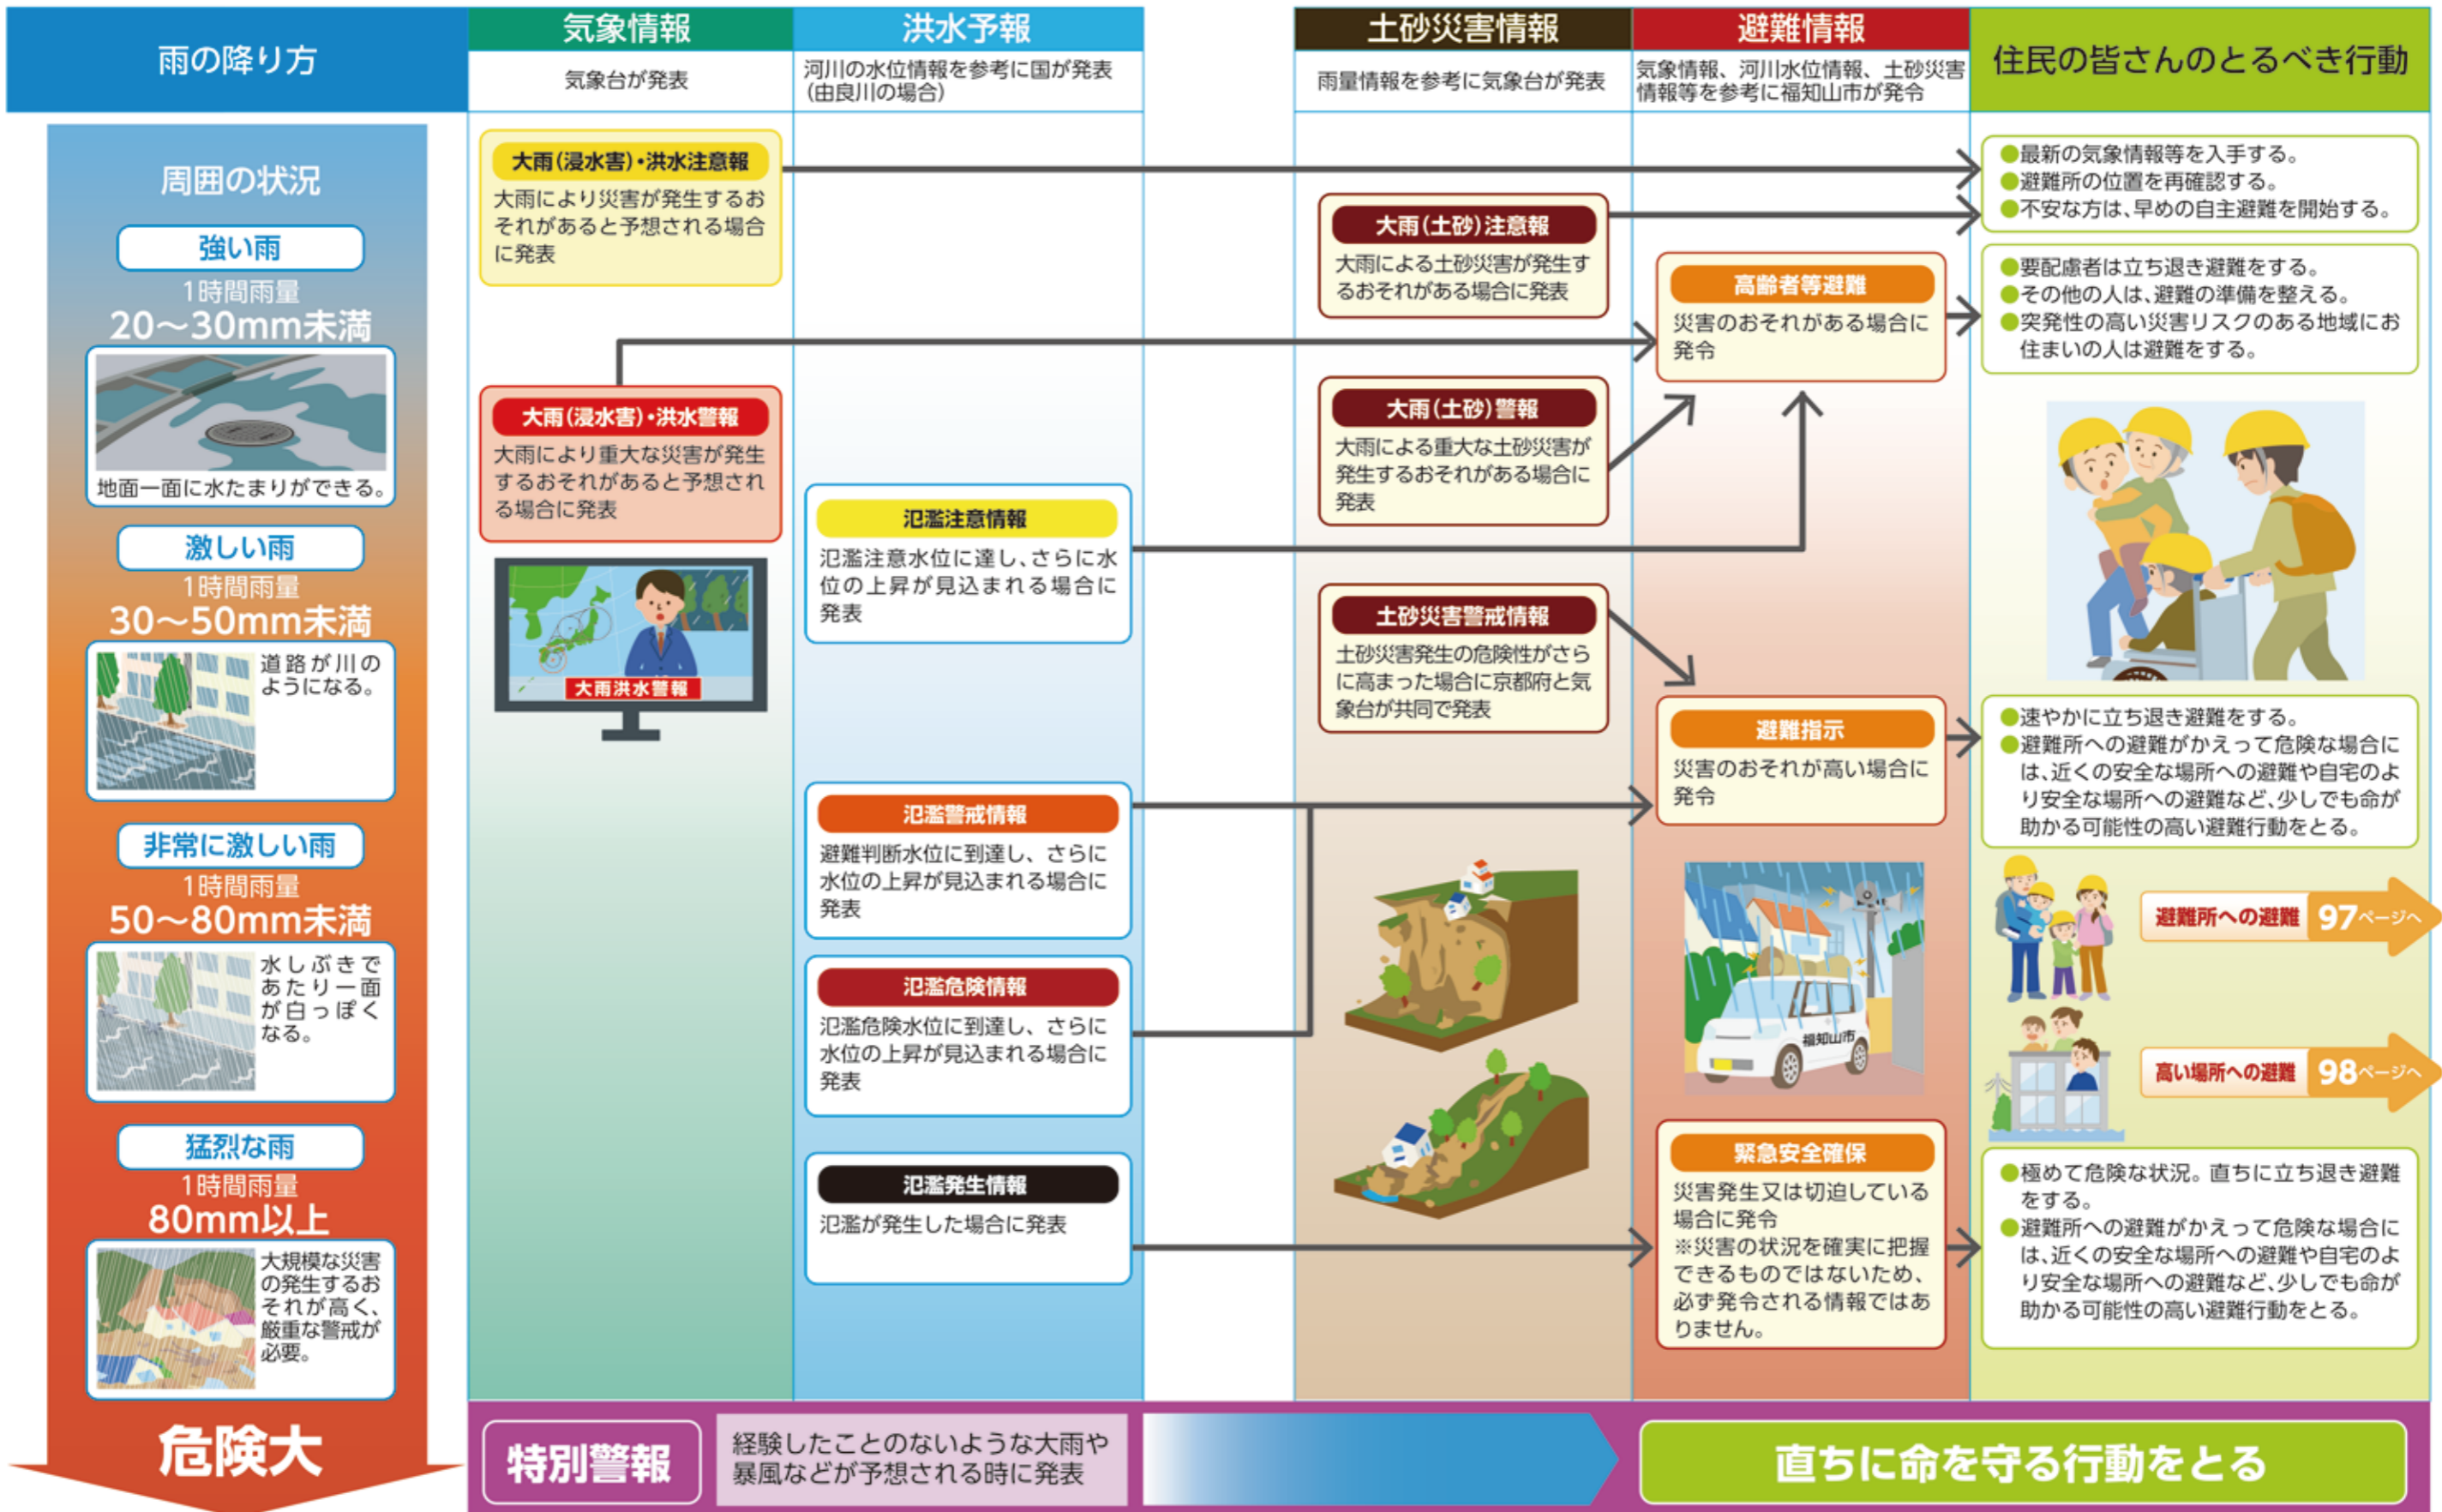 雨の降り方
気象情報
気象台が発表
洪水予報
河川の水位情報を参考に国が発表
(由良川の場合)
土砂災害情報
雨量情報を参考に気象台が発表
避難情報
気象情報、河川水位情報、土砂災害
情報等を参考に福知山市が発令
住民の皆さんのとるべき行動
周囲の状況
強い雨
1時間雨量
20〜30mm未満
地面一面に水たまりができる。
激しい雨
1時間雨量
30〜50mm未満
道路が川の
ようになる。
非常に激しい雨
1時間雨量
50〜80mm未満
水しぶきで
あたり一面
が白っぽく
なる。
猛烈な雨
1時間雨量
80mm以上
大規模な災害
の発生するお
それが高く、
厳重な警戒が
必要。
危険大
大雨(浸水害)・洪水注意報
大雨により災害が発生するお
それがあると予想される場合
に発表
大雨(浸水害)・洪水警報
大雨により重大な災害が発生
するおそれがあると予想され
る場合に発表
大雨洪水警報
氾濫注意情報
氾濫注意水位に達し、さらに水
位の上昇が見込まれる場合に
発表
氾濫警戒情報
避難判断水位に到達し、さらに
水位の上昇が見込まれる場合に
発表
氾濫危険情報
氾濫危険水位に到達し、さらに
水位の上昇が見込まれる場合に
発表
氾濫発生情報
氾濫が発生した場合に発表
大雨(土砂)注意報
大雨による土砂災害が発生す
るおそれがある場合に発表
大雨(土砂)警報
大雨による重大な土砂災害が
発生するおそれがある場合に
発表
土砂災害警戒情報
土砂災害発生の危険性がさら
に高まった場合に京都府と気
象台が共同で発表
高齢者等避難
災害のおそれがある場合に
発令
避難指示
災害のおそれが高い場合に
発令
福知山市
緊急安全確保
災害発生又は切迫している
場合に発令
※災害の状況を確実に把握
できるものではないため、
必ず発令される情報ではあ
りません。
●最新の気象情報等を入手する。
●避難所の位置を再確認する。
●不安な方は、早めの自主避難を開始する。
●要配慮者は立ち退き避難をする。
●その他の人は、避難の準備を整える。
●突発性の高い災害リスクのある地域にお
住まいの人は避難をする。
●速やかに立ち退き避難をする。
●避難所への避難がかえって危険な場合に
は、近くの安全な場所への避難や自宅のよ
り安全な場所への避難など、少しでも命が
助かる可能性の高い避難行動をとる。
避難所への避難 97ページへ
高い場所への避難 98ページへ
●極めて危険な状況。直ちに立ち退き避難
をする。
●避難所への避難がかえって危険な場合に
は、近くの安全な場所への避難や自宅のよ
り安全な場所への避難など、少しでも命が
助かる可能性の高い避難行動をとる。
特別警報
経験したことのないような大雨や
暴風などが予想される時に発表
直ちに命を守る行動をとる